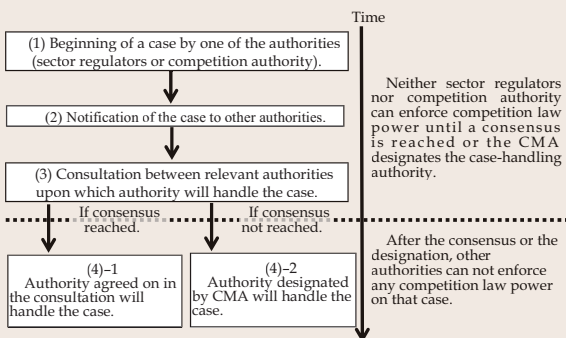 Time
(1) Beginning of a case by one of the authorities
(sector regulators or competition authority).
(2) Notification of the case to other authorities.
(3) Consultation between relevant authorities
upon which authority will handle the case.
Neither sector regulators
nor competition authority
can enforce competition law
power until a consensus
is reached or the CMA
designates the case-handling
authority.
If consensus
reached.
If consensus
not reached.
(4)–1
Authority agreed on in
the consultation will
handle the case.
(4)–2
Authority designated
by CMA will handle the
case.
After the consensus or the
designation, other
authorities can not enforce
any competition law power
on that case.